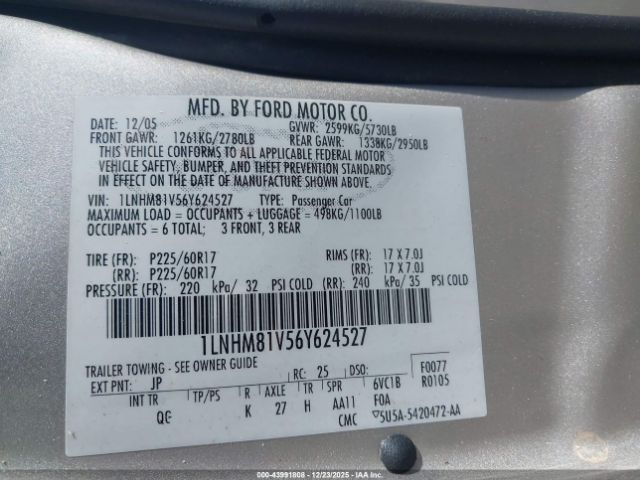 MFD. BY FORD MOTOR CO.
DATE: 12/05 GVWR: 2599KG/5730LB
FRONT GAWR: 1261KG/2780LB REAR GAWR: 1338KG/2950LB
THIS VEHICLE CONFORMS TO ALL APPLICABLE FEDERAL MOTOR
VEHICLE SAFETY, BUMPER, AND THEFT PREVENTION STANDARDS
IN EFFECT ON THE DATE OF MANUFACTURE SHOWN ABOVE.
VIN: 1LNHM81V56Y624527 TYPE: Passenger Car
MAXIMUM LOAD = OCCUPANTS + LUGGAGE = 498KG/1100LB
OCCUPANTS = 6 TOTAL; 3 FRONT, 3 REAR
TIRE (FR): P225/60R17 RIMS (FR): 17 X 7.0J
(RR): P225/60R17 (RR): 17 X 7.0J
PRESSURE (FR): 220 kPa/ 32 PSI COLD (RR): 240 kPa/35 PSI COLD
1LNHM81V56Y624527
TRAILER TOWING - SEE OWNER GUIDE
EXT PNT: JP RC: 25 DSO: F0077
INT TR TP/PS R AXLE TR SPR 6VC1B R0105
QC K 27 H AA11 FOA
CMC 5U5A-5420472-AA
000-43991808 - 12/23/2025 - IAA, Inc.